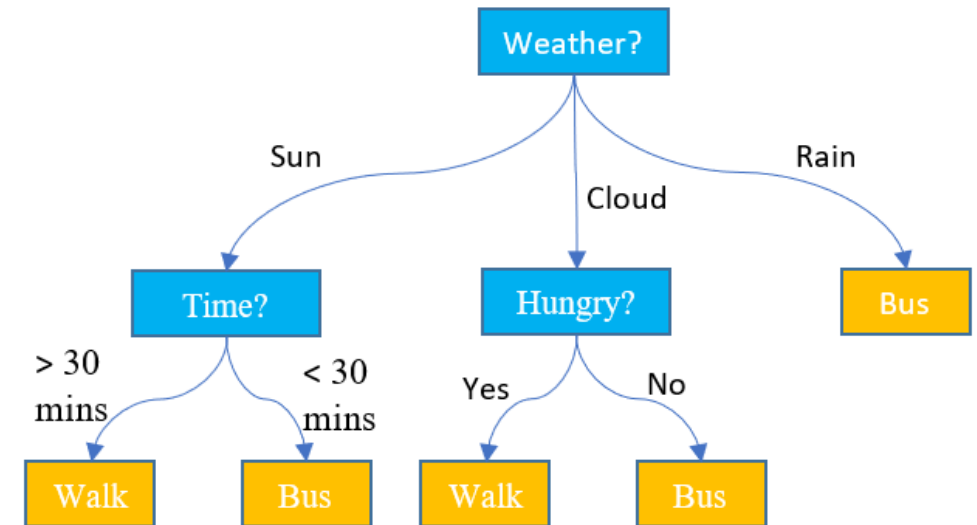 Weather?
Sun
Rain
Cloud
Time?
Hungry?
Bus
> 30
mins
< 30
mins
Yes
No
Walk
Bus
Walk
Bus